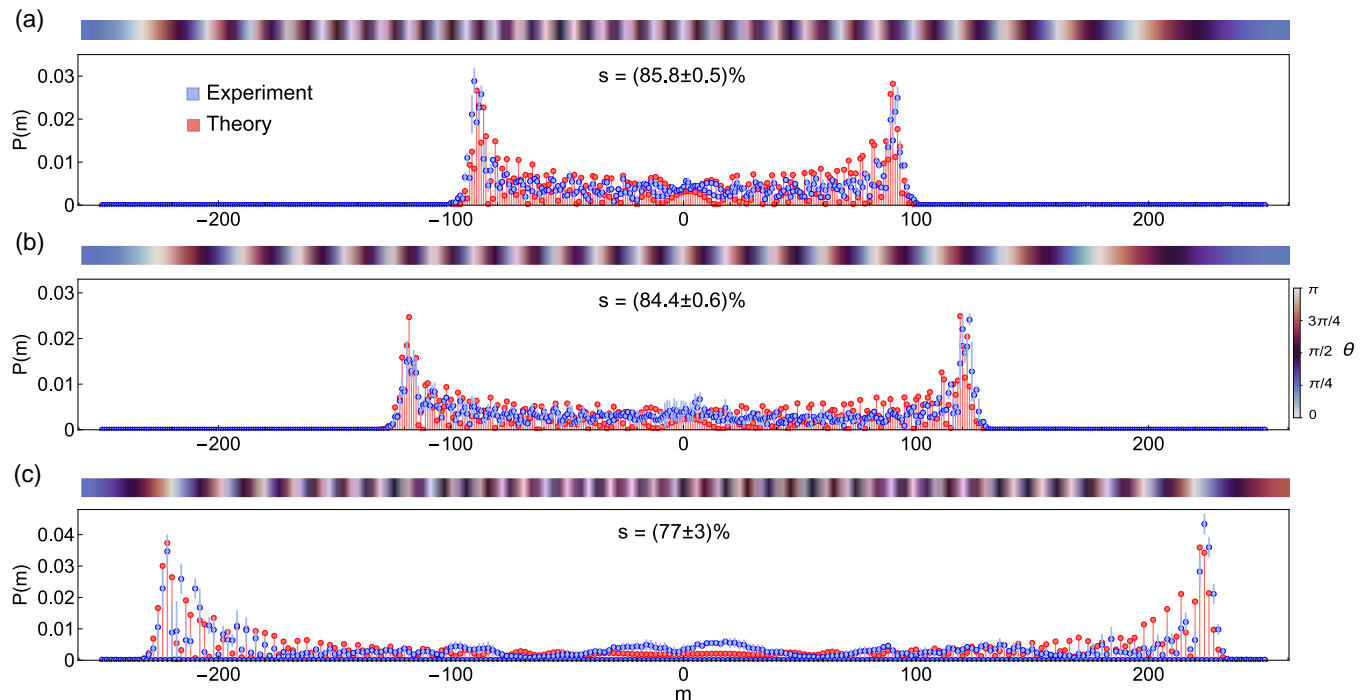 (a)
s = (85.8±0.5)%
Experiment
Theory
P(m)
0.03
0.02
0.01
0
−200 −100 0 100 200
(b)
s = (84.4±0.6)%
P(m)
0.03
0.02
0.01
0
−200 −100 0 100 200
π
3π/4
π/2
π/4
0
θ
(c)
s = (77±3)%
P(m)
0.04
0.03
0.02
0.01
0
−200 −100 0 100 200
m